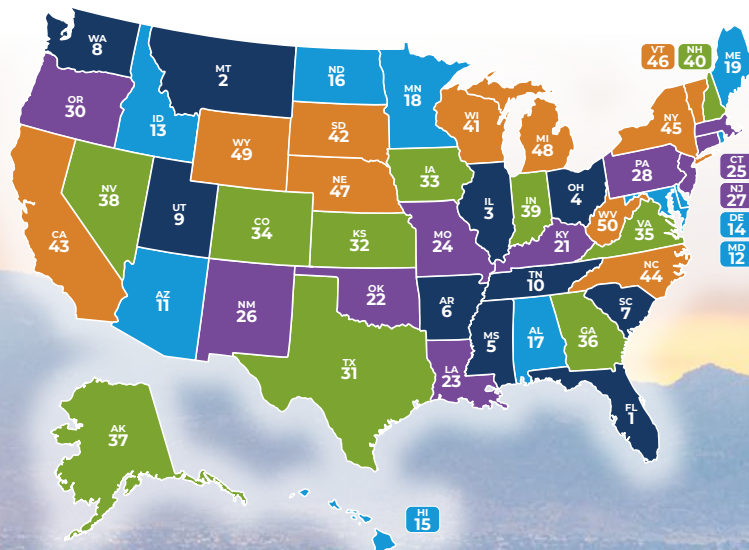 WA
8
MT
2
ND
16
MN
18
VT
46
NH
40
ME
19
OR
30
ID
13
WY
49
SD
42
WI
41
MI
48
NY
45
NV
38
UT
9
CO
34
NE
47
IA
33
IL
3
IN
39
OH
4
PA
28
CT
25
NJ
27
DE
14
MD
12
CA
43
AZ
11
NM
26
KS
32
MO
24
KY
21
WV
50
VA
35
OK
22
AR
6
TN
10
NC
44
SC
7
TX
31
LA
23
MS
5
AL
17
GA
36
FL
1
AK
37
HI
15